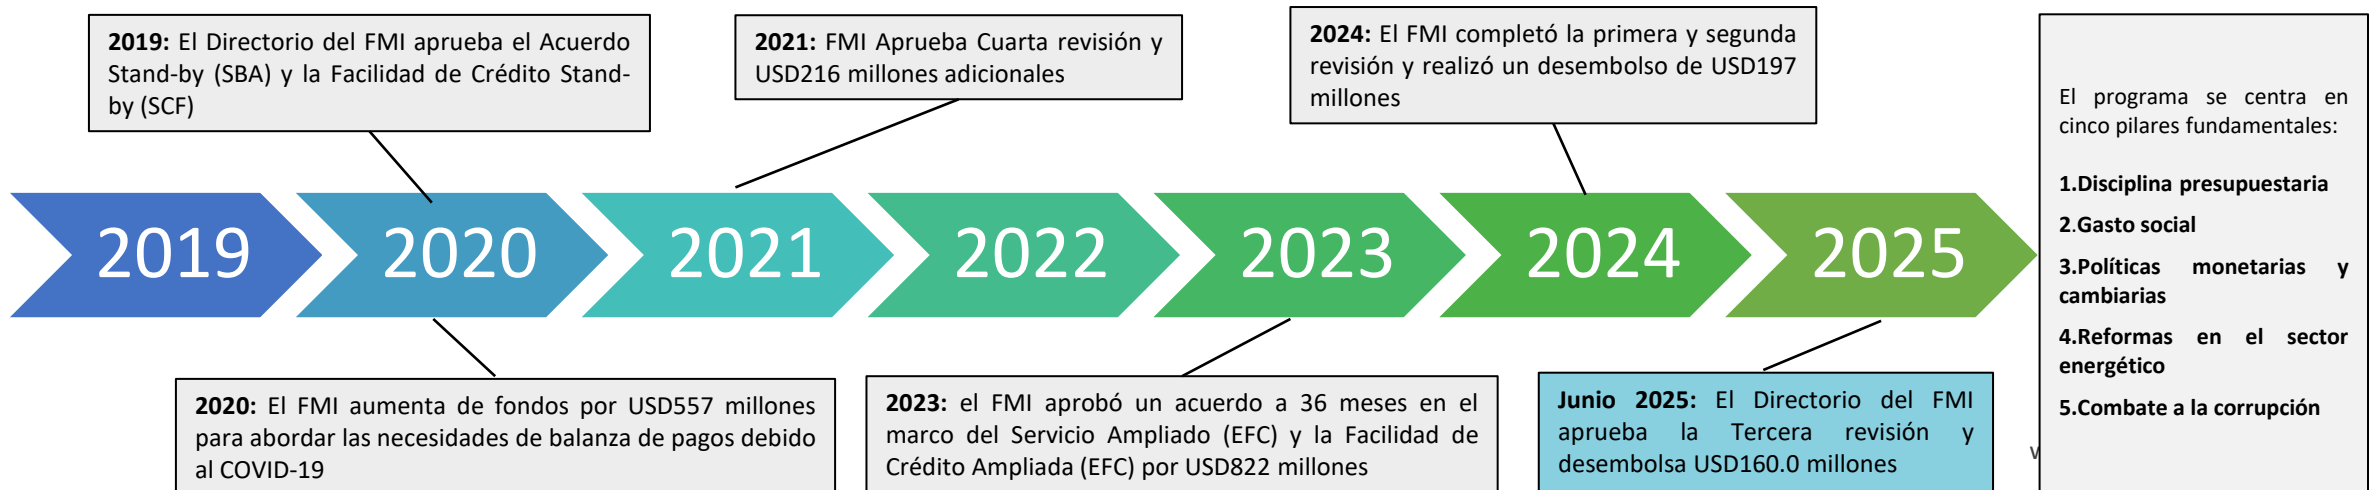 2019: El Directorio del FMI aprueba el Acuerdo
Stand-by (SBA) y la Facilidad de Crédito Stand-
by (SCF)
2021: FMI Aprueba Cuarta revisión y
USD216 millones adicionales
2024: El FMI completó la primera y segunda
revisión y realizó un desembolso de USD197
millones
2019
2020
2021
2022
2023
2024
2025
2020: El FMI aumenta de fondos por USD557 millones
para abordar las necesidades de balanza de pagos debido
al COVID-19
2023: el FMI aprobó un acuerdo a 36 meses en el
marco del Servicio Ampliado (EFC) y la Facilidad de
Crédito Ampliada (EFC) por USD822 millones
Junio 2025: El Directorio del FMI
aprueba la Tercera revisión y
desembolsa USD160.0 millones
El programa se centra en
cinco pilares fundamentales:
1.Disciplina presupuestaria
2.Gasto social
3.Políticas monetarias y
cambiarias
4.Reformas en el sector
energético
5.Combate a la corrupción